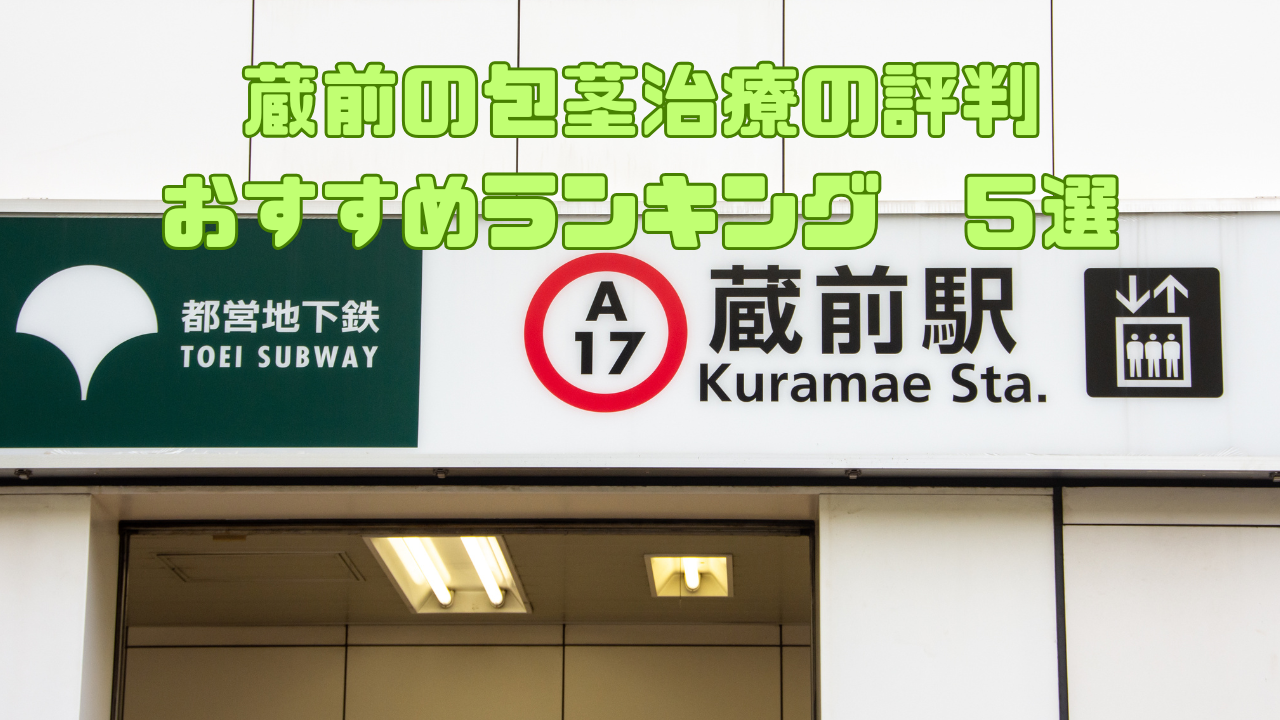 蔵前の包茎治療の評判
おすすめランキング　5選
都営地下鉄
TOEI SUBWAY
A
17
蔵前駅
Kuramae Sta.